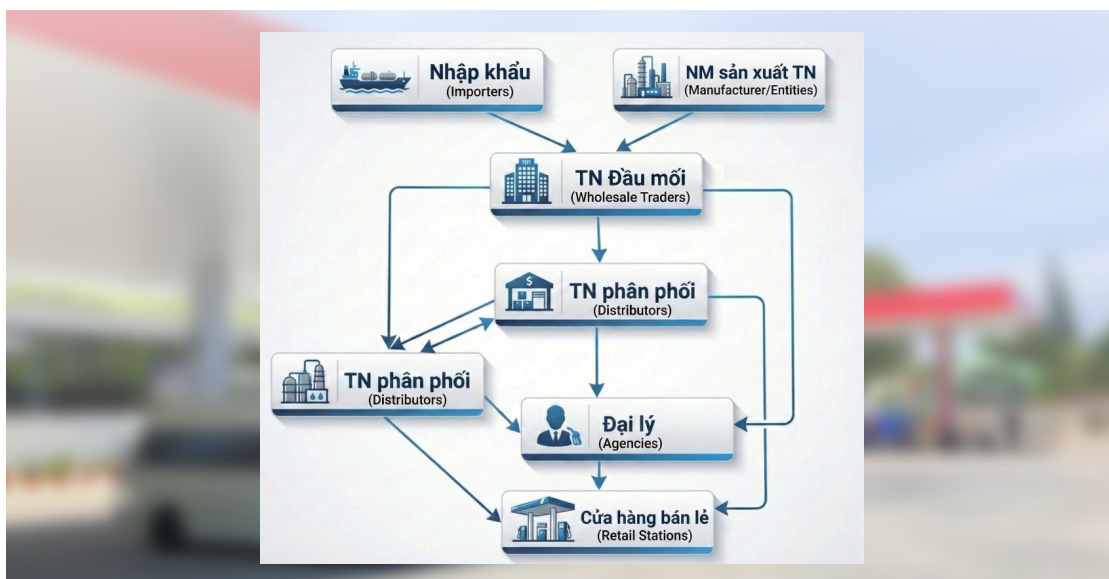 Nhập khẩu
(Importers)
NM sản xuất TN
(Manufacturer/Entities)
TN Đầu mối
(Wholesale Traders)
$
TN phân phối
(Distributors)
TN phân phối
(Distributors)
Đại lý
(Agencies)
Cửa hàng bán lẻ
(Retail Stations)